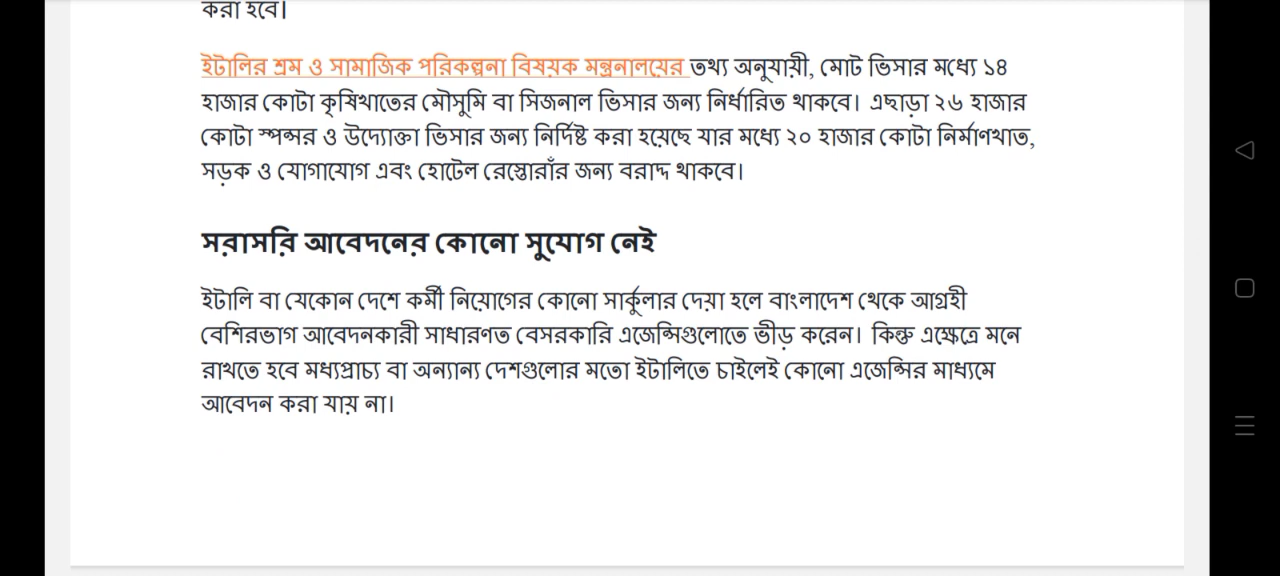 করা হবে।
ইটালির শ্রম ও সামাজিক পরিকল্পনা বিষয়ক মন্ত্রনালয়ের তথ্য অনুযায়ী, মোট ভিসার মধ্যে ১৪
হাজার কোটা কৃষিখাতের মৌসুমি বা সিজনাল ভিসার জন্য নির্ধারিত থাকবে। এছাড়া ২৬ হাজার
কোটা স্পন্সর ও উদ্যোক্তা ভিসার জন্য নির্দিষ্ট করা হয়েছে যার মধ্যে ২০ হাজার কোটা নির্মাণখাত,
সড়ক ও যোগাযোগ এবং হোটেল রেস্তোরাঁর জন্য বরাদ্দ থাকবে।
সরাসরি আবেদনের কোনো সুযোগ নেই
ইটালি বা যেকোন দেশে কর্মী নিয়োগের কোনো সার্কুলার দেয়া হলে বাংলাদেশ থেকে আগ্রহী
বেশিরভাগ আবেদনকারী সাধারণত বেসরকারি এজেন্সিগুলোতে ভীড় করেন। কিন্তু এক্ষেত্রে মনে
রাখতে হবে মধ্যপ্রাচ্য বা অন্যান্য দেশগুলোর মতো ইটালিতে চাইলেই কোনো এজেন্সির মাধ্যমে
আবেদন করা যায় না।